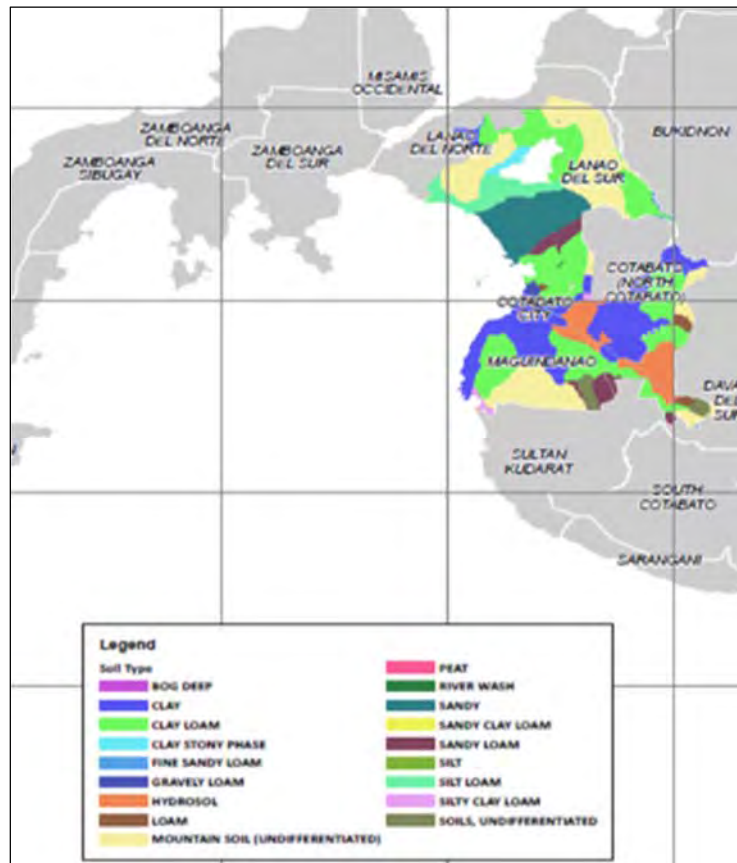 MISAMIS
OCCIDENTAL
ZAMBOANGA
DEL NORTE
ZAMBOANGA
SIBUGAY
ZAMBOANGA
DEL SUR
LANAO
DEL NORTE
BUKIDNON
LANAO
DEL SUR
COTABATO
(NORTH
COTABATO)
COTABATO
CITY
MAGUINDANAO
DAVA
DEL
SUR
SULTAN
KUDARAT
SOUTH
COTABATO
SARANGANI
Legend
Soil Type
BOG DEEP
CLAY
CLAY LOAM
CLAY STONY PHASE
FINE SANDY LOAM
GRAVELY LOAM
HYDROSOL
LOAM
MOUNTAIN SOIL (UNDIFFERENTIATED)
PEAT
RIVER WASH
SANDY
SANDY CLAY LOAM
SANDY LOAM
SILT
SILT LOAM
SILTY CLAY LOAM
SOILS, UNDIFFERENTIATED